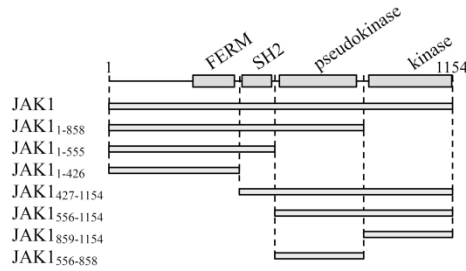 FERM SH2 pseudokinase kinase
1 1154
JAK1
JAK1₁₋₈₅₈
JAK1₁₋₅₅₅
JAK1₁₋₄₂₆
JAK1₄₂₇₋₁₁₅₄
JAK1₅₅₆₋₁₁₅₄
JAK1₈₅₉₋₁₁₅₄
JAK1₅₅₆₋₈₅₈